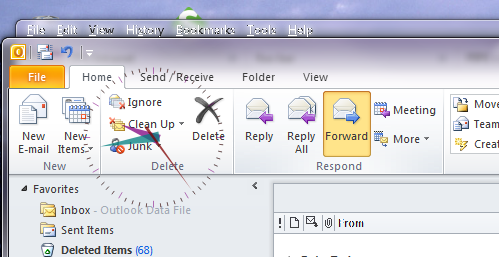 File Edit View History Bookmarks Tools Help
File Home Send / Receive Folder View
New E-mail
New Items
Ignore
Clean Up
Junk
Delete
Reply
Reply All
Forward
Meeting
More
Move
Team
Creat
New Delete Respond
Favorites
Inbox - Outlook Data File
Sent Items
Deleted Items (68)
From